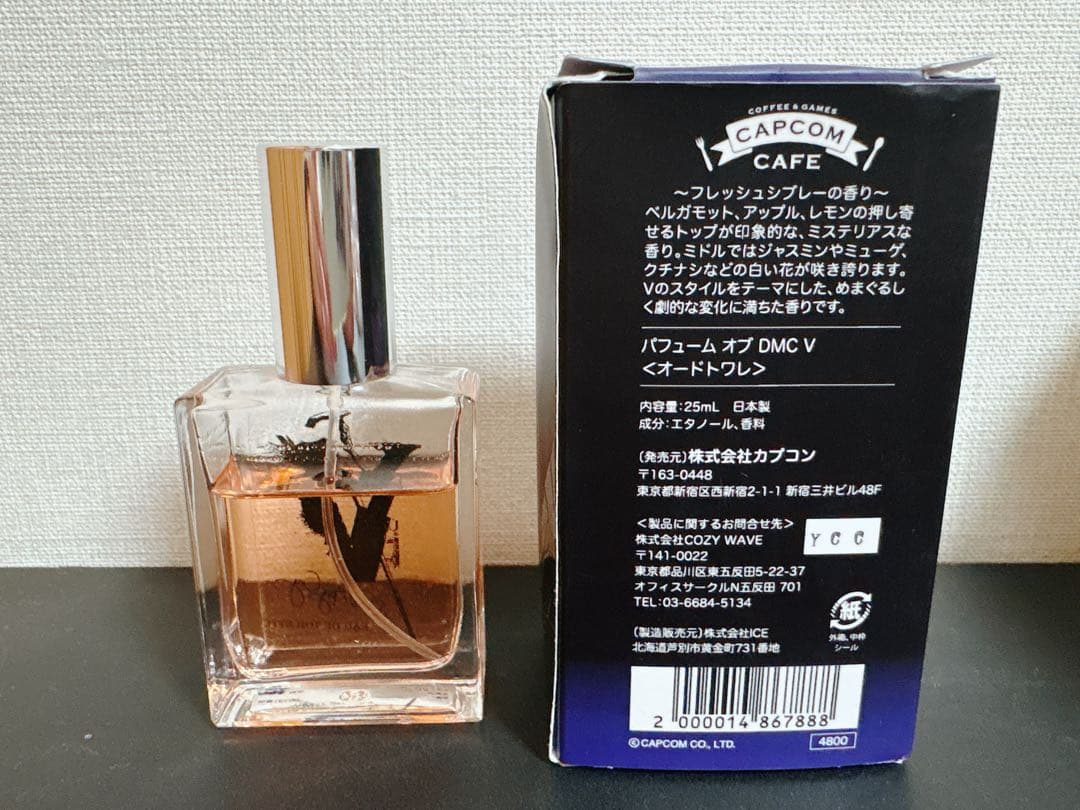 COFFEE & GAMES
CAPCOM
CAFE
～フレッシュシプレーの香り～
ベルガモット、アップル、レモンの押し寄
せるトップが印象的な、ミステリアスな
香り。ミドルではジャスミンやミューゲ、
クチナシなどの白い花が咲き誇ります。
Vのスタイルをテーマにした、めまぐるし
く劇的な変化に満ちた香りです。
パフューム オブ DMC V
＜オードトワレ＞
内容量：25mL 日本製
成分：エタノール、香料
〔発売元〕株式会社カプコン
〒163-0448
東京都新宿区西新宿2-1-1 新宿三井ビル48F
＜製品に関するお問合せ先＞
株式会社COZY WAVE
〒141-0022
東京都品川区東五反田5-22-37
オフィスサークルN五反田 701
TEL：03-6684-5134
YCC
〔製造販売元〕株式会社ICE
北海道芦別市黄金町731番地
紙
外箱、中枠
シール
2 000014 867888
©CAPCOM CO., LTD.
4800
V